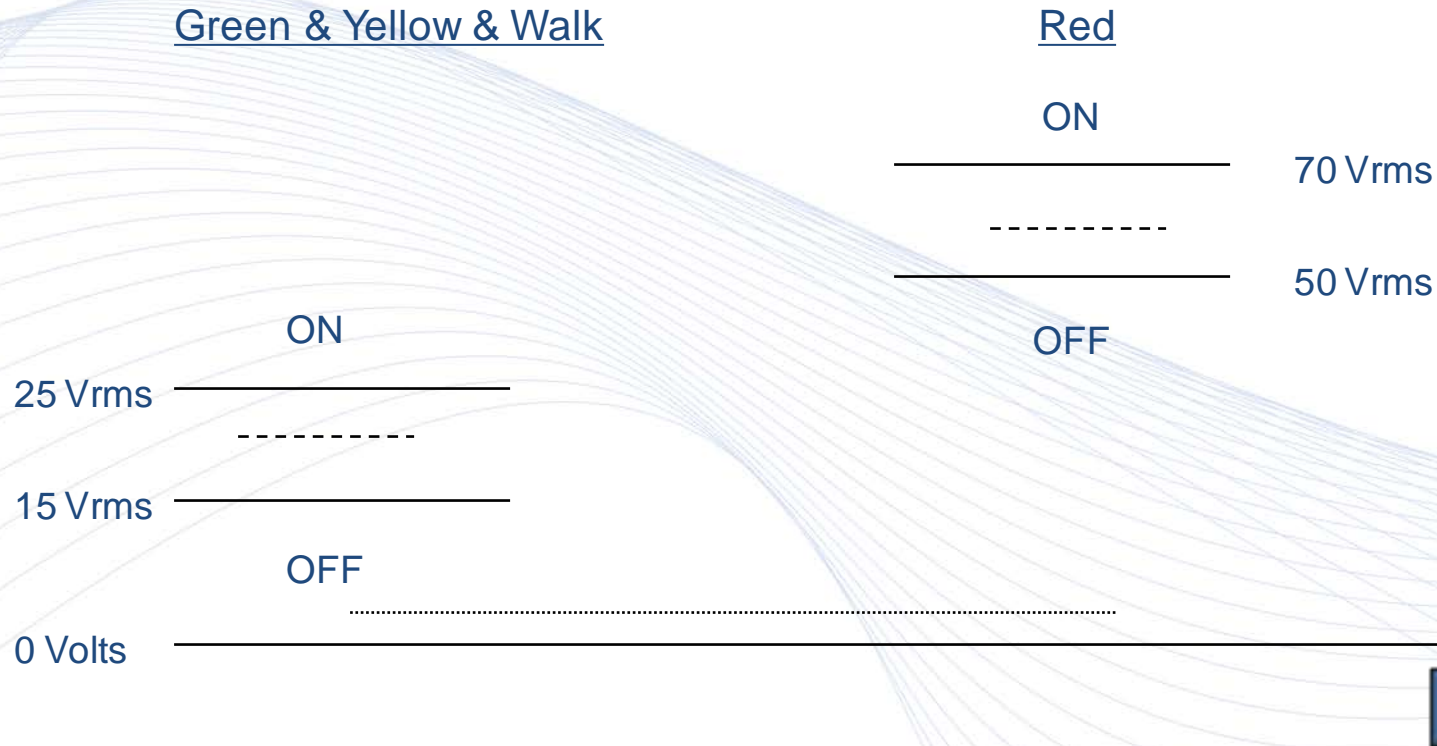 Green & Yellow & Walk
Red
ON
70 Vrms
50 Vrms
ON
OFF
25 Vrms
15 Vrms
OFF
0 Volts